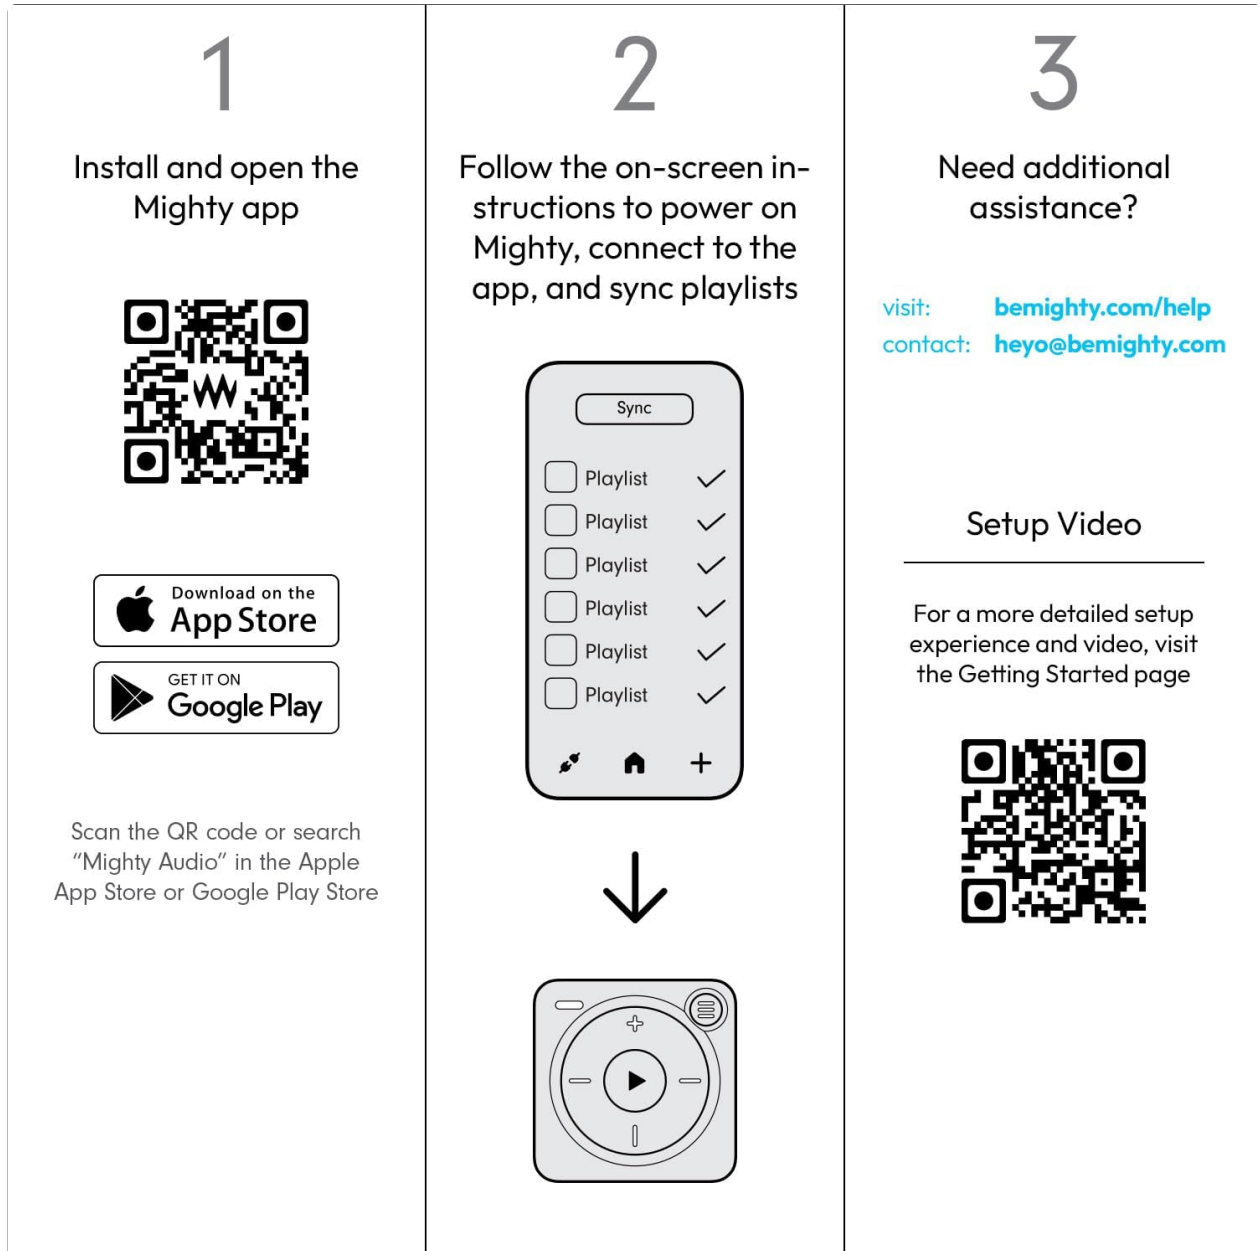 1
Install and open the
Mighty app
Download on the
App Store
GET IT ON
Google Play
Scan the QR code or search
“Mighty Audio” in the Apple
App Store or Google Play Store
2
Follow the on-screen in-
structions to power on
Mighty, connect to the
app, and sync playlists
Sync
Playlist
Playlist
Playlist
Playlist
Playlist
Playlist
3
Need additional
assistance?
visit: bemighty.com/help
contact: heyo@bemighty.com
Setup Video
For a more detailed setup
experience and video, visit
the Getting Started page